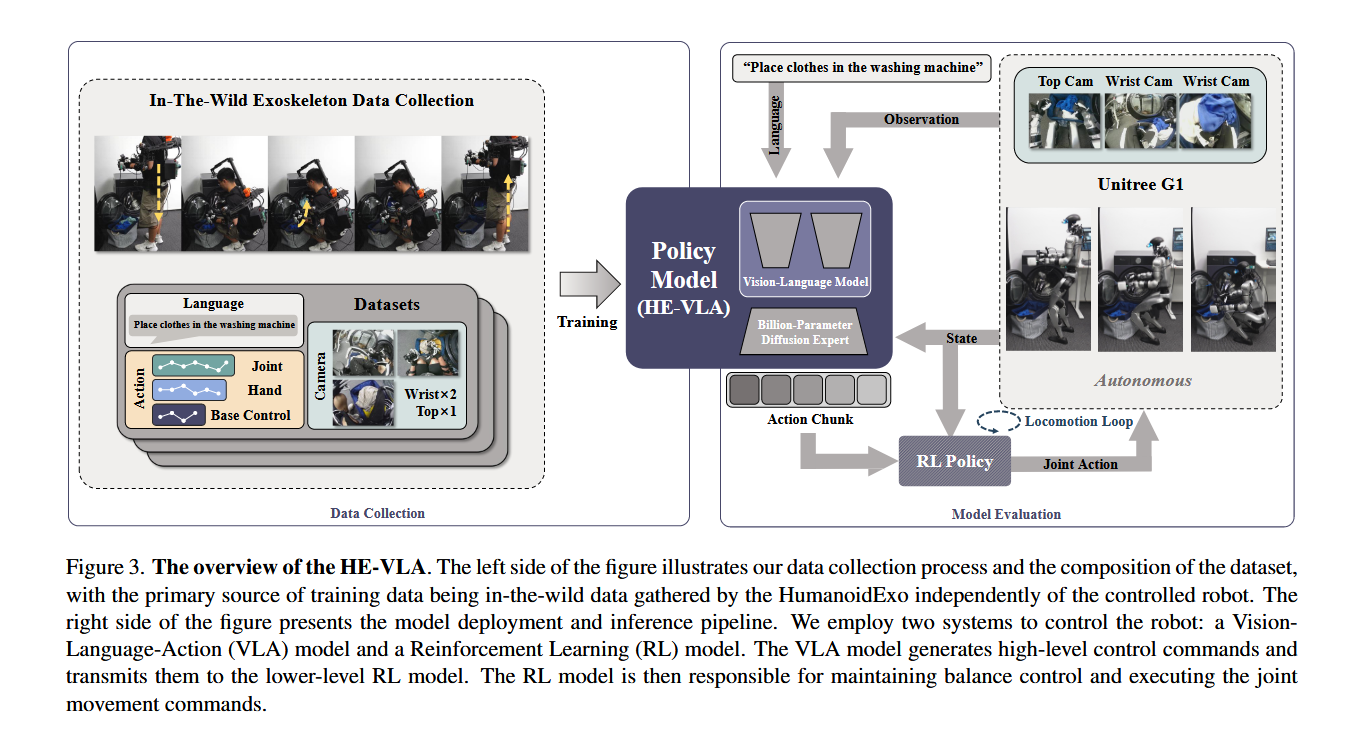 In-The-Wild Exoskeleton Data Collection
Language
Place clothes in the washing machine
Datasets
Action
Joint
Hand
Base Control
Camera
Wrist×2
Top×1
Data Collection
Training
“Place clothes in the washing machine”
Language
Observation
Top Cam Wrist Cam Wrist Cam
Unitree G1
Policy
Model
(HE-VLA)
Vision-Language Model
Billion-Parameter
Diffusion Expert
State
Autonomous
Action Chunk
Locomotion Loop
RL Policy
Joint Action
Model Evaluation
Figure 3. The overview of the HE-VLA. The left side of the figure illustrates our data collection process and the composition of the dataset,
with the primary source of training data being in-the-wild data gathered by the HumanoidExo independently of the controlled robot. The
right side of the figure presents the model deployment and inference pipeline. We employ two systems to control the robot: a Vision-
Language-Action (VLA) model and a Reinforcement Learning (RL) model. The VLA model generates high-level control commands and
transmits them to the lower-level RL model. The RL model is then responsible for maintaining balance control and executing the joint
movement commands.